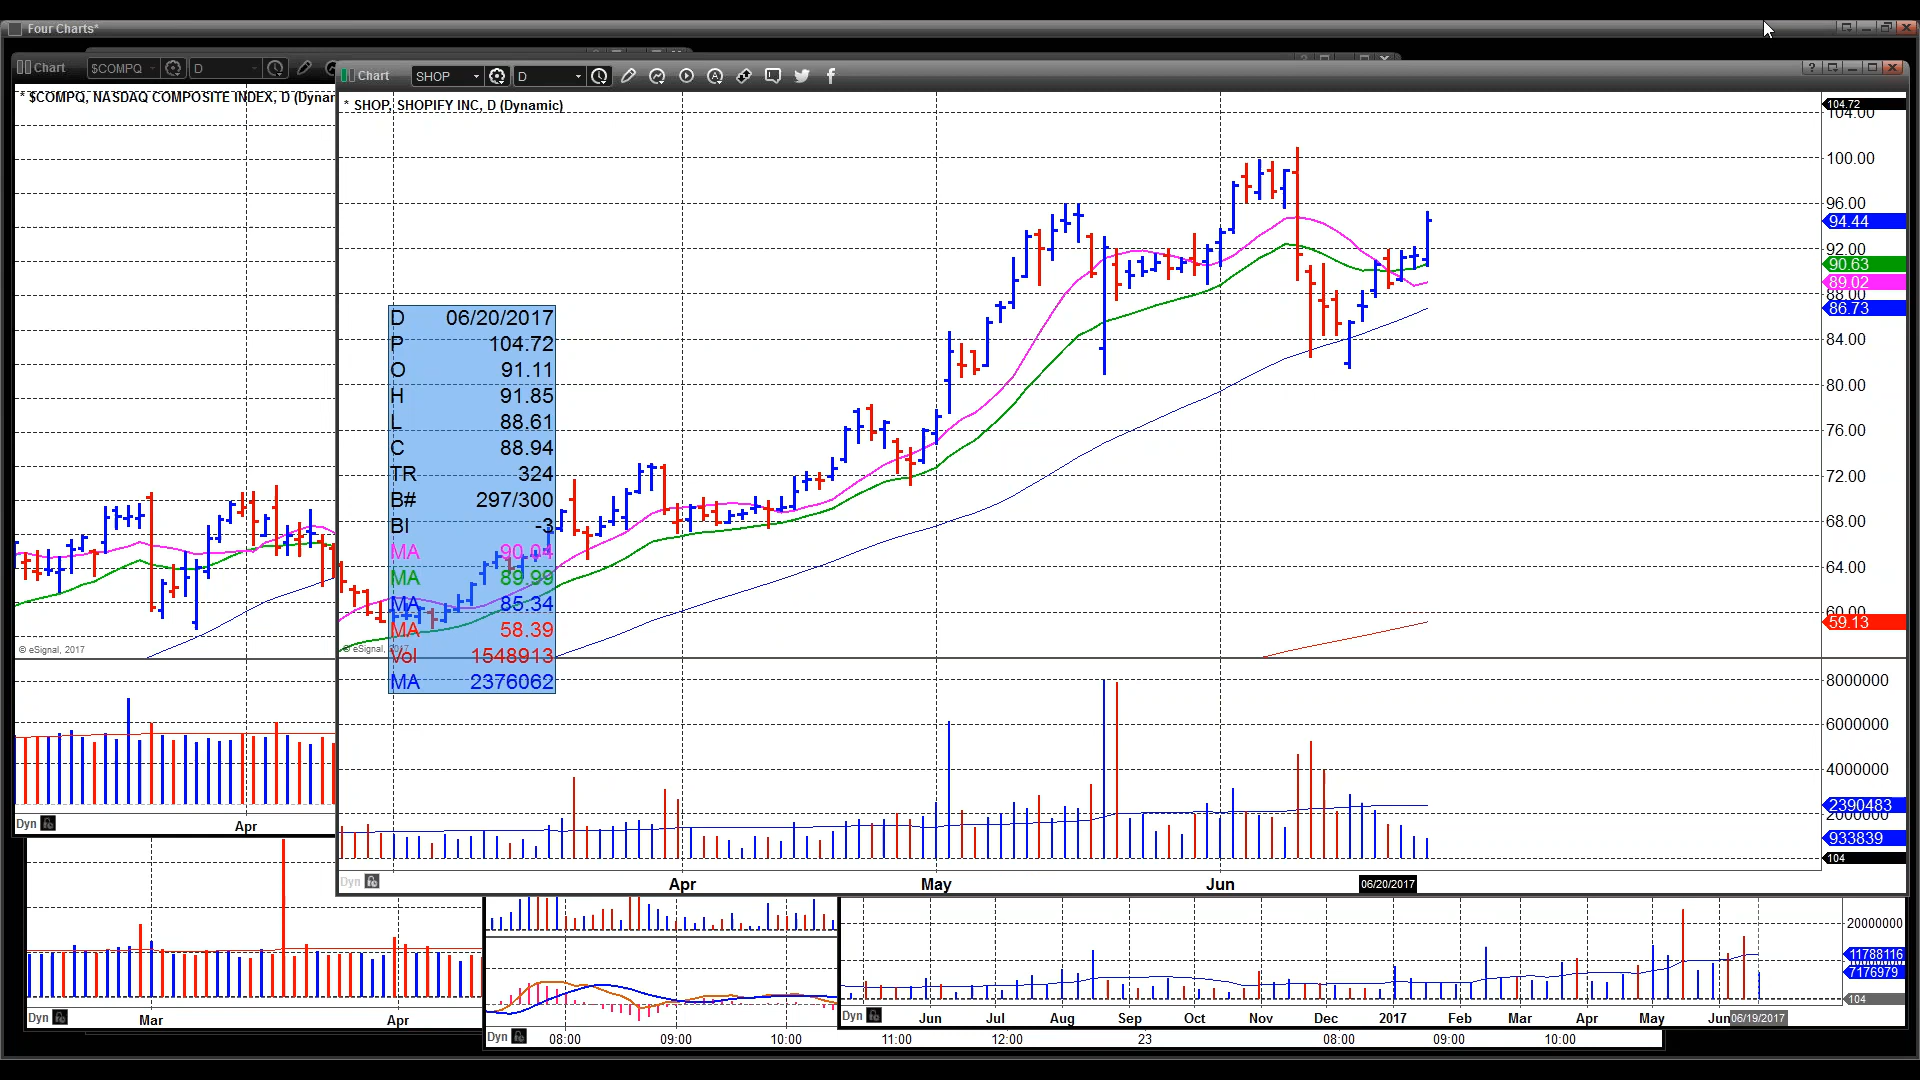 Four Charts*
Chart $COMPQ D
Chart SHOP D
* $COMPQ, NASDAQ COMPOSITE INDEX, D (Dynar
* SHOP, SHOPIFY INC, D (Dynamic)
104.72
104.00
100.00
96.00
94.44
92.00
90.63
89.02
88.00
86.73
84.00
80.00
76.00
72.00
68.00
64.00
60.00
59.13
D 06/20/2017
P 104.72
O 91.11
H 91.85
L 88.61
C 88.94
TR 324
B# 297/300
BI -3
MA 90.04
MA 89.99
MA 85.34
MA 58.39
Vol 1548913
MA 2376062
© eSignal, 2017
© eSignal, 2017
8000000
6000000
4000000
2390483
2000000
933839
104
Dyn Apr
Dyn Apr May Jun 06/20/2017
20000000
11788116
7176979
104
Dyn Mar Apr
Dyn Jun Jul Aug Sep Oct Nov Dec 2017 Feb Mar Apr May Jun 06/19/2017
Dyn 08:00 09:00 10:00 11:00 12:00 23 08:00 09:00 10:00